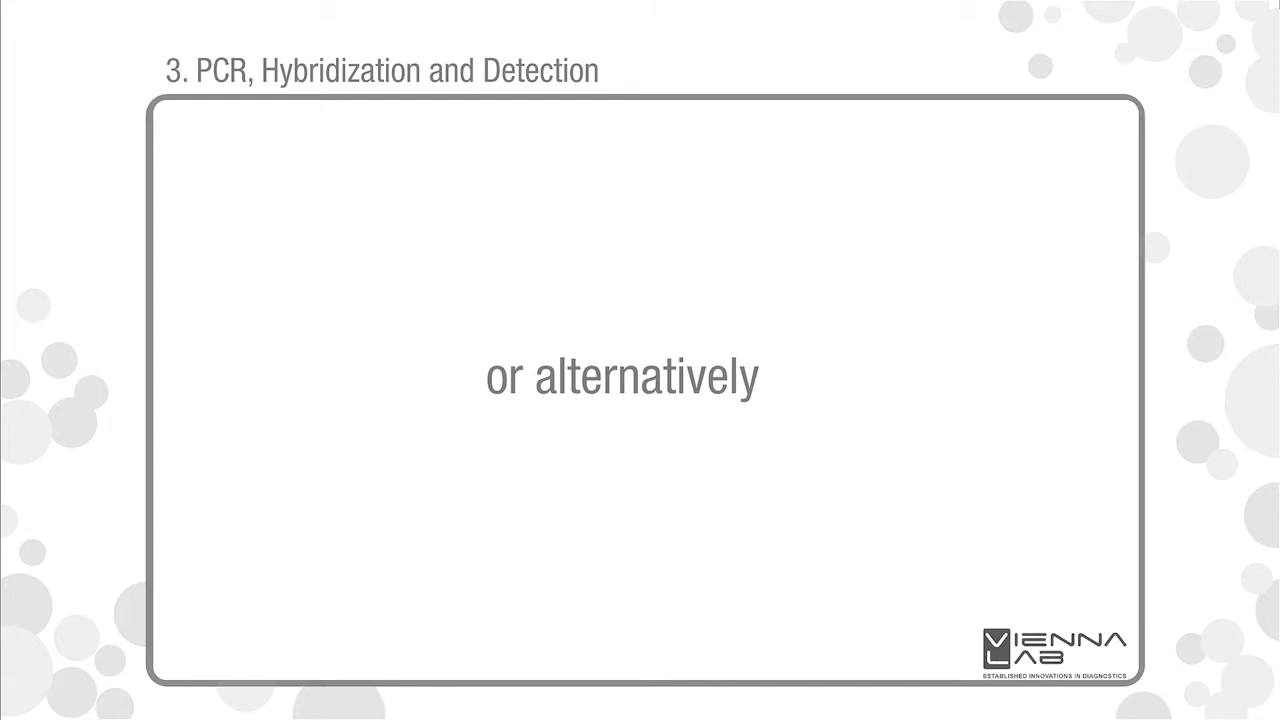 3. PCR, Hybridization and Detection
or alternatively
VIENNA
LAB
ESTABLISHED INNOVATIONS IN DIAGNOSTICS